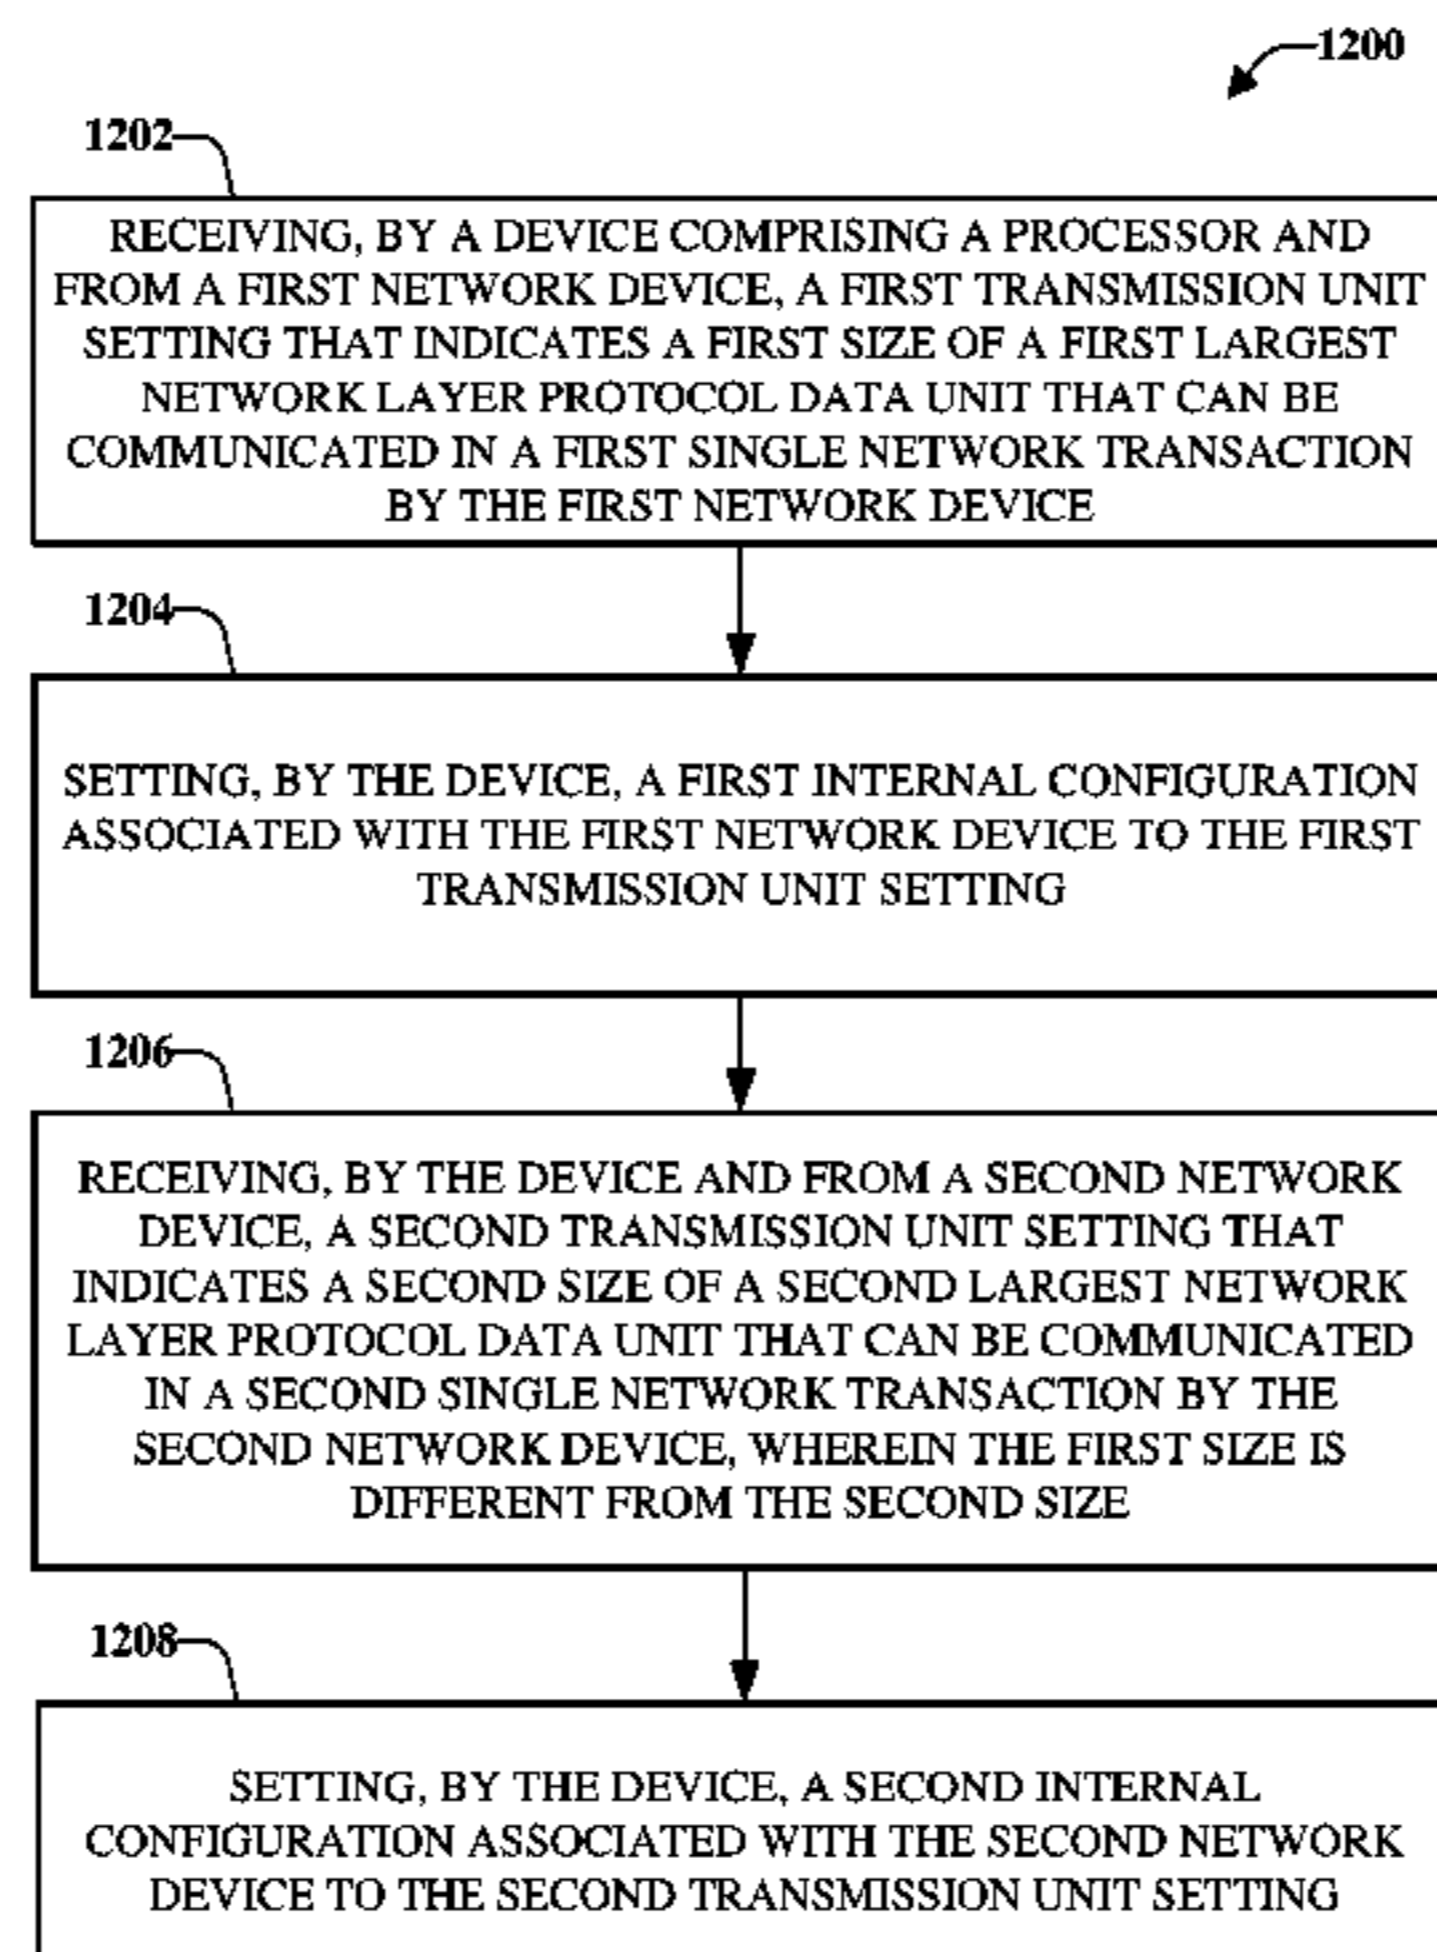 1200
1202
RECEIVING, BY A DEVICE COMPRISING A PROCESSOR AND
FROM A FIRST NETWORK DEVICE, A FIRST TRANSMISSION UNIT
SETTING THAT INDICATES A FIRST SIZE OF A FIRST LARGEST
NETWORK LAYER PROTOCOL DATA UNIT THAT CAN BE
COMMUNICATED IN A FIRST SINGLE NETWORK TRANSACTION
BY THE FIRST NETWORK DEVICE
1204
SETTING, BY THE DEVICE, A FIRST INTERNAL CONFIGURATION
ASSOCIATED WITH THE FIRST NETWORK DEVICE TO THE FIRST
TRANSMISSION UNIT SETTING
1206
RECEIVING, BY THE DEVICE AND FROM A SECOND NETWORK
DEVICE, A SECOND TRANSMISSION UNIT SETTING THAT
INDICATES A SECOND SIZE OF A SECOND LARGEST NETWORK
LAYER PROTOCOL DATA UNIT THAT CAN BE COMMUNICATED
IN A SECOND SINGLE NETWORK TRANSACTION BY THE
SECOND NETWORK DEVICE, WHEREIN THE FIRST SIZE IS
DIFFERENT FROM THE SECOND SIZE
1208
SETTING, BY THE DEVICE, A SECOND INTERNAL
CONFIGURATION ASSOCIATED WITH THE SECOND NETWORK
DEVICE TO THE SECOND TRANSMISSION UNIT SETTING